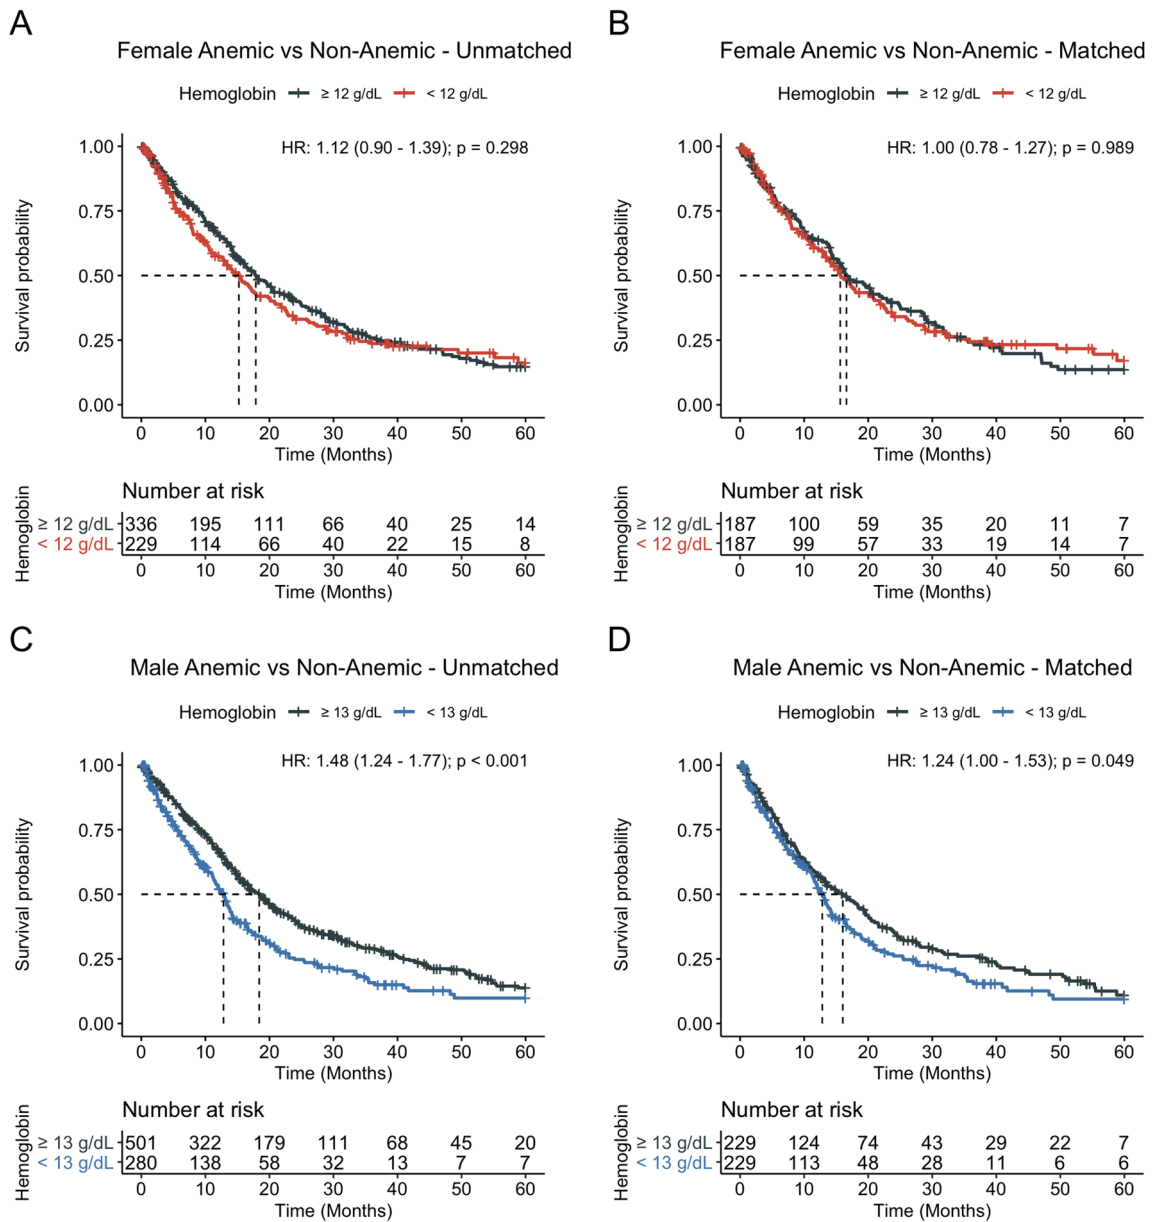 A
Female Anemic vs Non-Anemic - Unmatched
Hemoglobin ≥ 12 g/dL < 12 g/dL
HR: 1.12 (0.90 - 1.39); p = 0.298
Survival probability
1.00
0.75
0.50
0.25
0.00
0 10 20 30 40 50 60
Time (Months)
Number at risk
Hemoglobin
≥ 12 g/dL 336 195 111 66 40 25 14
< 12 g/dL 229 114 66 40 22 15 8
0 10 20 30 40 50 60
Time (Months)
B
Female Anemic vs Non-Anemic - Matched
Hemoglobin ≥ 12 g/dL < 12 g/dL
HR: 1.00 (0.78 - 1.27); p = 0.989
Survival probability
1.00
0.75
0.50
0.25
0.00
0 10 20 30 40 50 60
Time (Months)
Number at risk
Hemoglobin
≥ 12 g/dL 187 100 59 35 20 11 7
< 12 g/dL 187 99 57 33 19 14 7
0 10 20 30 40 50 60
Time (Months)
C
Male Anemic vs Non-Anemic - Unmatched
Hemoglobin ≥ 13 g/dL < 13 g/dL
HR: 1.48 (1.24 - 1.77); p < 0.001
Survival probability
1.00
0.75
0.50
0.25
0.00
0 10 20 30 40 50 60
Time (Months)
Number at risk
Hemoglobin
≥ 13 g/dL 501 322 179 111 68 45 20
< 13 g/dL 280 138 58 32 13 7 7
0 10 20 30 40 50 60
Time (Months)
D
Male Anemic vs Non-Anemic - Matched
Hemoglobin ≥ 13 g/dL < 13 g/dL
HR: 1.24 (1.00 - 1.53); p = 0.049
Survival probability
1.00
0.75
0.50
0.25
0.00
0 10 20 30 40 50 60
Time (Months)
Number at risk
Hemoglobin
≥ 13 g/dL 229 124 74 43 29 22 7
< 13 g/dL 229 113 48 28 11 6 6
0 10 20 30 40 50 60
Time (Months)